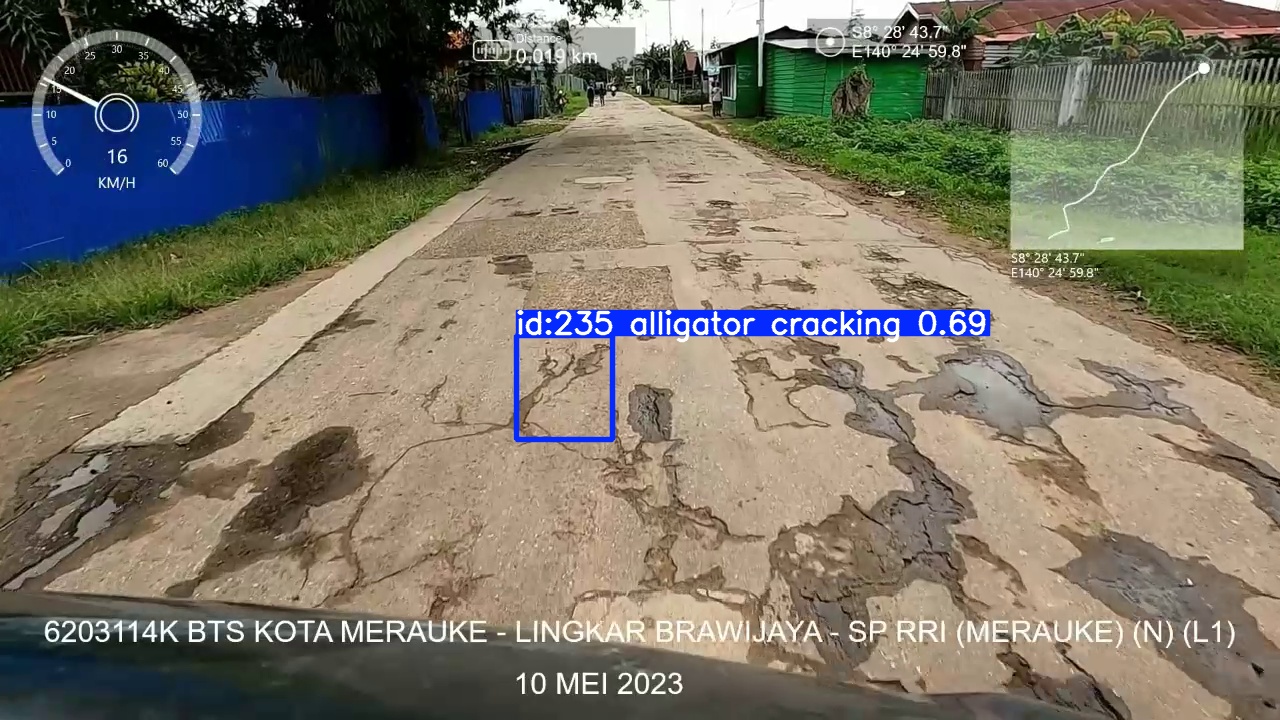 0
5
10
15
20
25
30
35
40
45
50
55
60
16
KM/H
Distance
0.019 km
S8° 28' 43.7"
E140° 24' 59.8"
S8° 28' 43.7"
E140° 24' 59.8"
id:235 alligator cracking 0.69
6203114K BTS KOTA MERAUKE - LINGKAR BRAWIJAYA - SP RRI (MERAUKE) (N) (L1)
10 MEI 2023